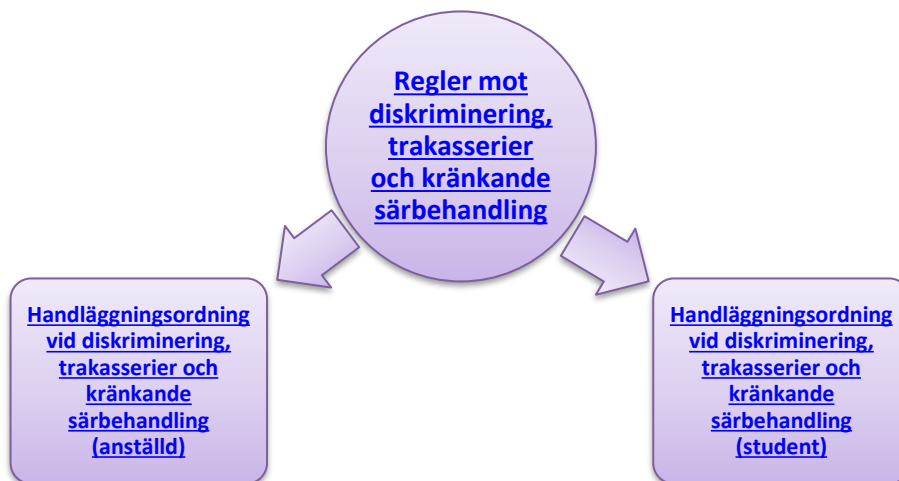 Regler mot
diskriminering,
trakasserier
och kränkande
särbehandling
Handläggningsordning
vid diskriminering,
trakasserier och
kränkande
särbehandling
(anställd)
Handläggningsordning
vid diskriminering,
trakasserier och
kränkande
särbehandling
(student)